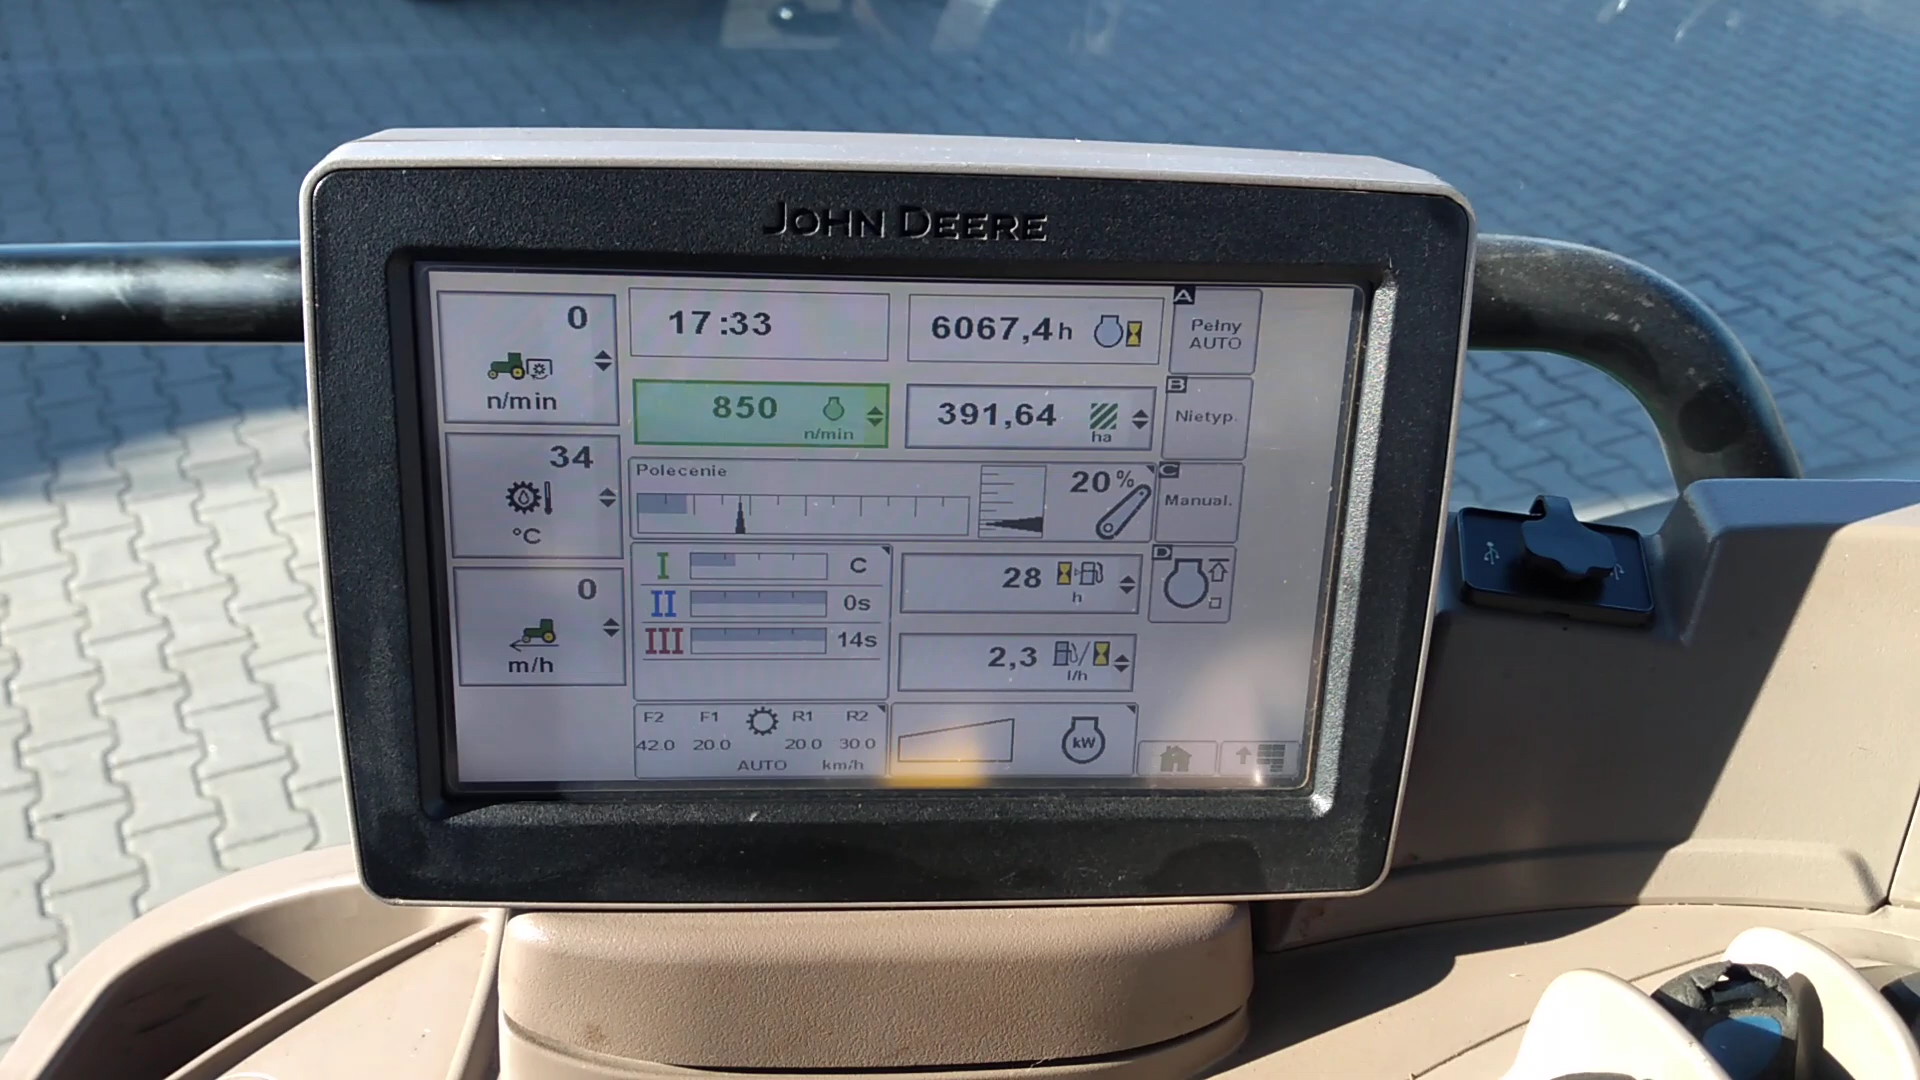 JOHN DEERE
0
n/min
17:33
6067,4 h
A
Pełny
AUTO
850
n/min
391,64
ha
B
Nietyp.
34
°C
Polecenie
20 %
C
Manual.
0
m/h
I C
II 0s
III 14s
28
h
D
2,3
l/h
F2 F1 R1 R2
42.0 20.0 20.0 30.0
AUTO km/h
kW